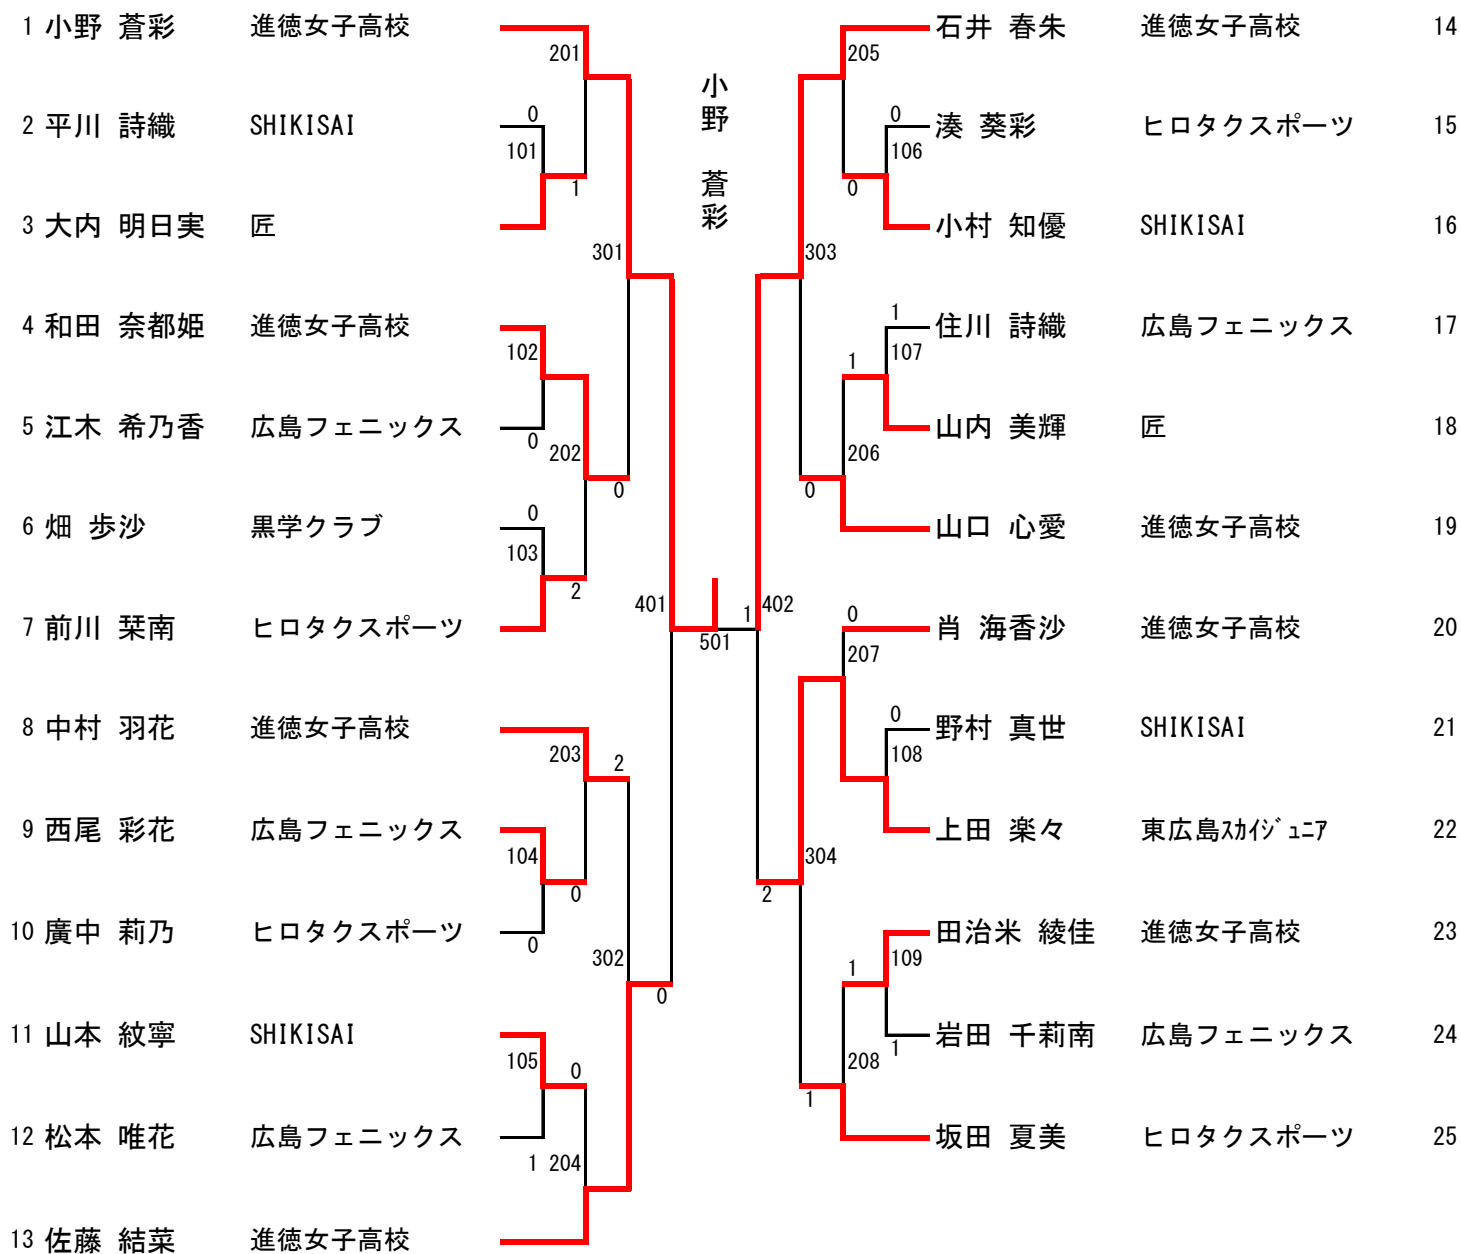 1 小野 蒼彩 進徳女子高校
201
2 平川 詩織 SHIKISAI
0
101
1
3 大内 明日実 匠
301
4 和田 奈都姫 進徳女子高校
102
5 江木 希乃香 広島フェニックス
0
202
0
6 畑 歩沙 黒学クラブ
0
103
2
7 前川 栞南 ヒロタクスポーツ
401
8 中村 羽花 進徳女子高校
203
2
9 西尾 彩花 広島フェニックス
104
0
10 廣中 莉乃 ヒロタクスポーツ
0
302
0
11 山本 紋寧 SHIKISAI
105
0
12 松本 唯花 広島フェニックス
1
204
13 佐藤 結菜 進徳女子高校
小野 蒼彩
501
1
石井 春朱 進徳女子高校 14
205
湊 葵彩 ヒロタクスポーツ 15
0
106
0
小村 知優 SHIKISAI 16
303
住川 詩織 広島フェニックス 17
1
107
1
山内 美輝 匠 18
206
0
山口 心愛 進徳女子高校 19
402
肖 海香沙 進徳女子高校 20
0
207
野村 真世 SHIKISAI 21
0
108
上田 楽々 東広島ｽｶｲｼﾞｭﾆｱ 22
304
2
田治米 綾佳 進徳女子高校 23
109
1
岩田 千莉南 広島フェニックス 24
1
208
1
坂田 夏美 ヒロタクスポーツ 25